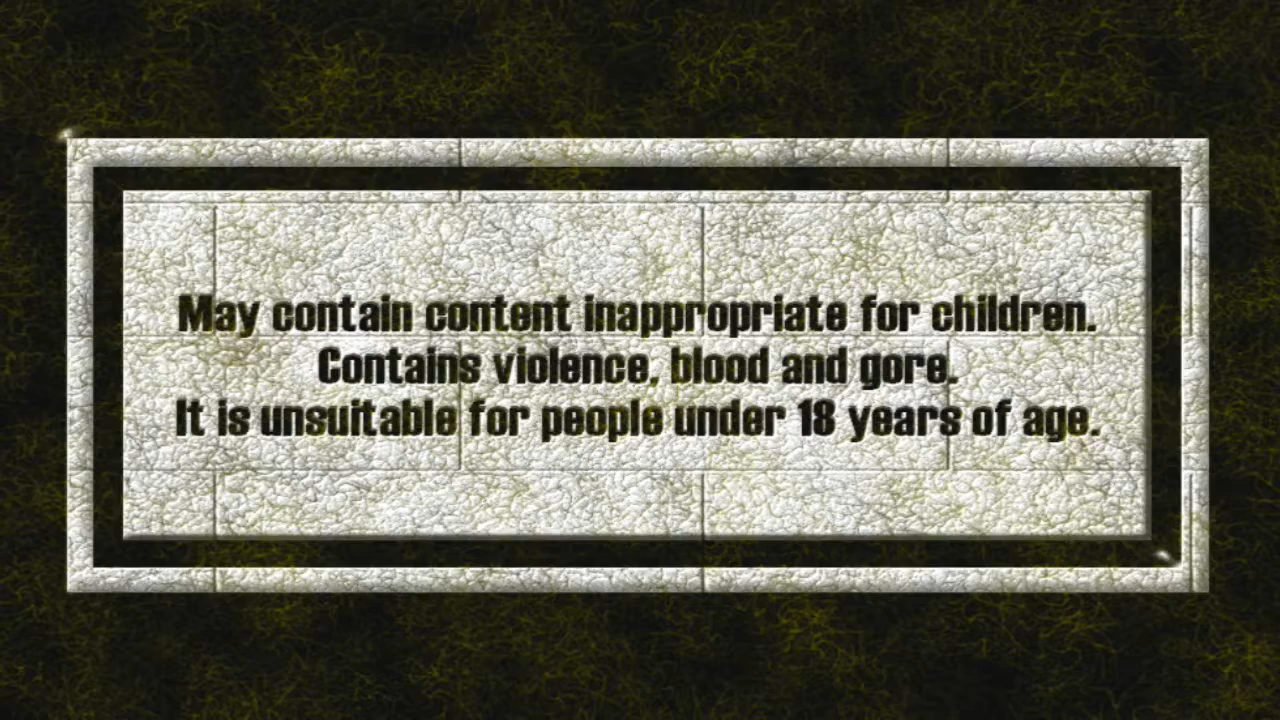 May contain content inappropriate for children.
Contains violence, blood and gore.
It is unsuitable for people under 18 years of age.